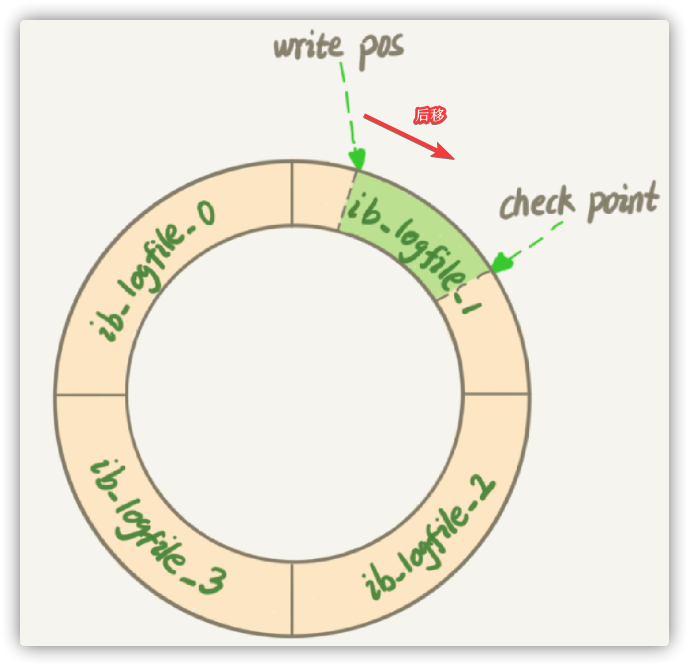 write pos
后移
check point
ib_logfile_0
ib_logfile_1
ib_logfile_3
ib_logfile_2